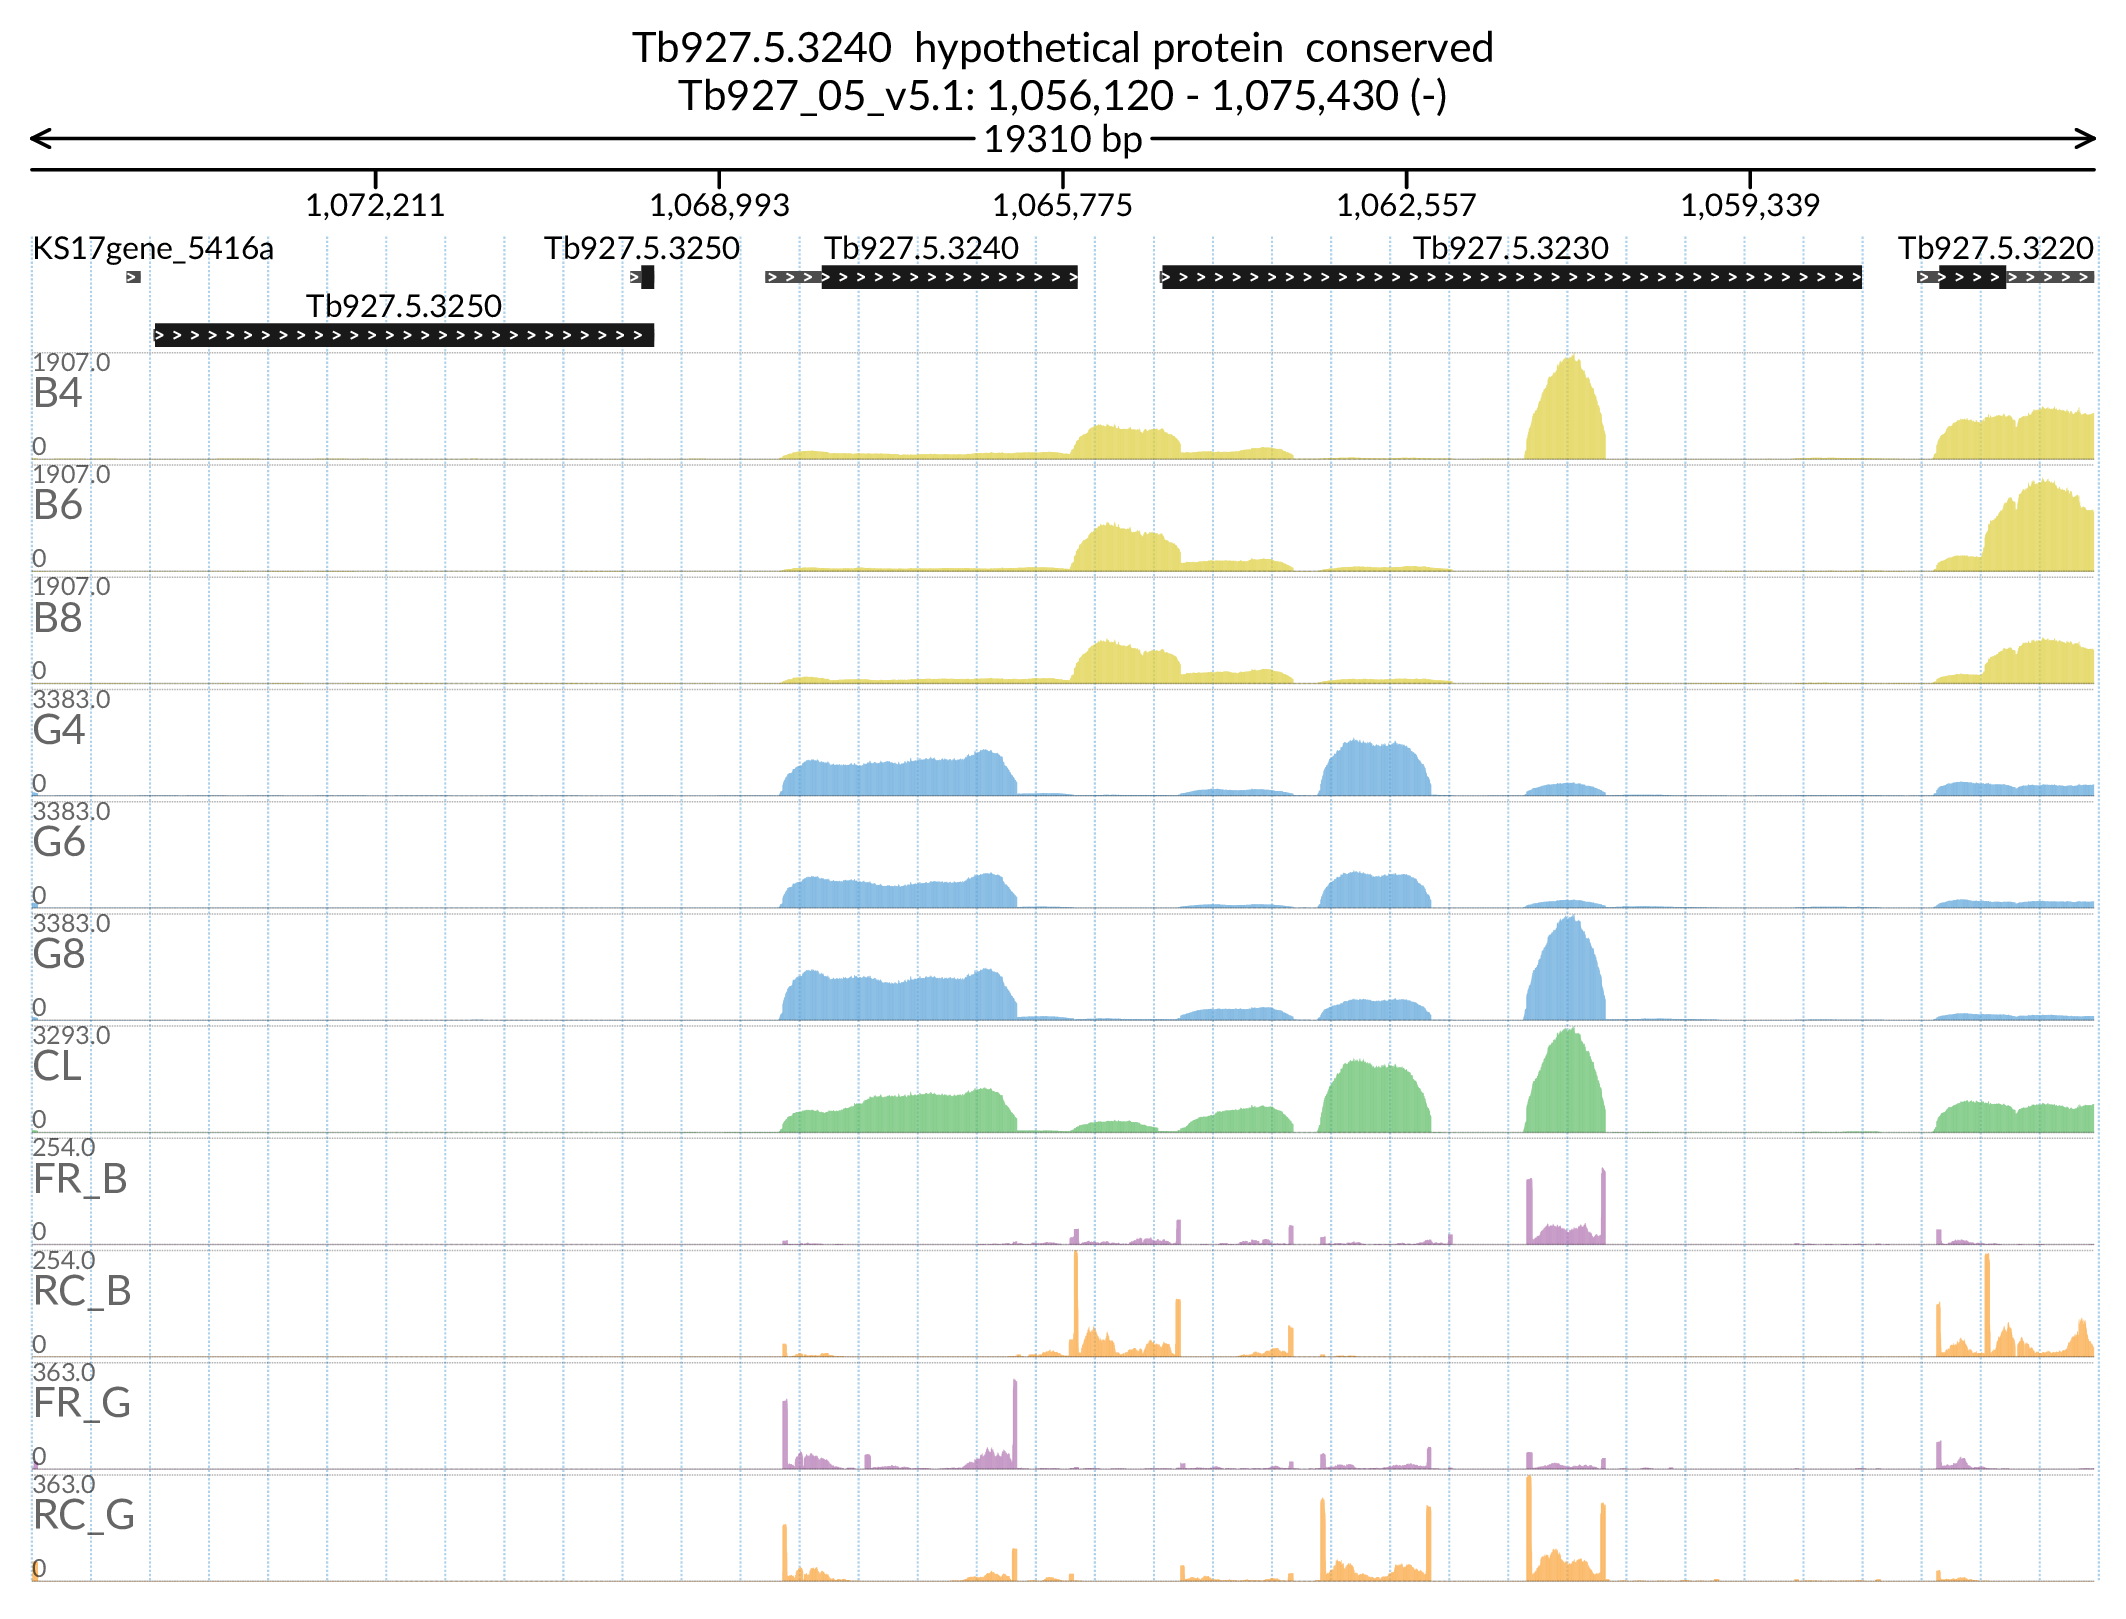 Tb927.5.3240 hypothetical protein conserved
Tb927_05_v5.1: 1,056,120 - 1,075,430 (-)
19310 bp
1,072,211 1,068,993 1,065,775 1,062,557 1,059,339
KS17gene_5416a Tb927.5.3250 Tb927.5.3240 Tb927.5.3230 Tb927.5.3220
Tb927.5.3250
1907.0
B4
0
1907.0
B6
0
1907.0
B8
0
3383.0
G4
0
3383.0
G6
0
3383.0
G8
0
3293.0
CL
0
254.0
FR_B
0
254.0
RC_B
0
363.0
FR_G
0
363.0
RC_G
0